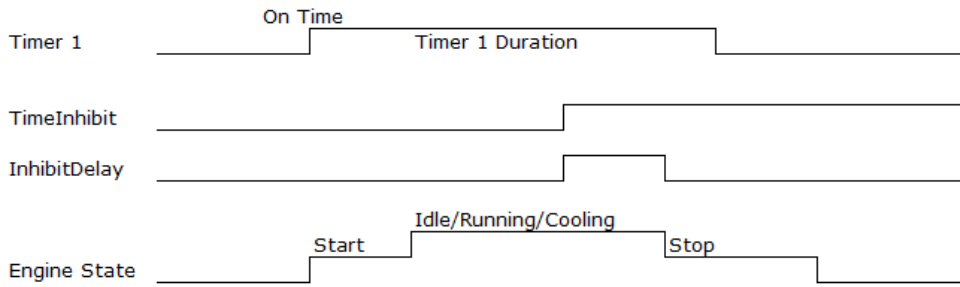 On Time
Timer 1
Timer 1 Duration
TimeInhibit
InhibitDelay
Idle/Running/Cooling
Start
Stop
Engine State